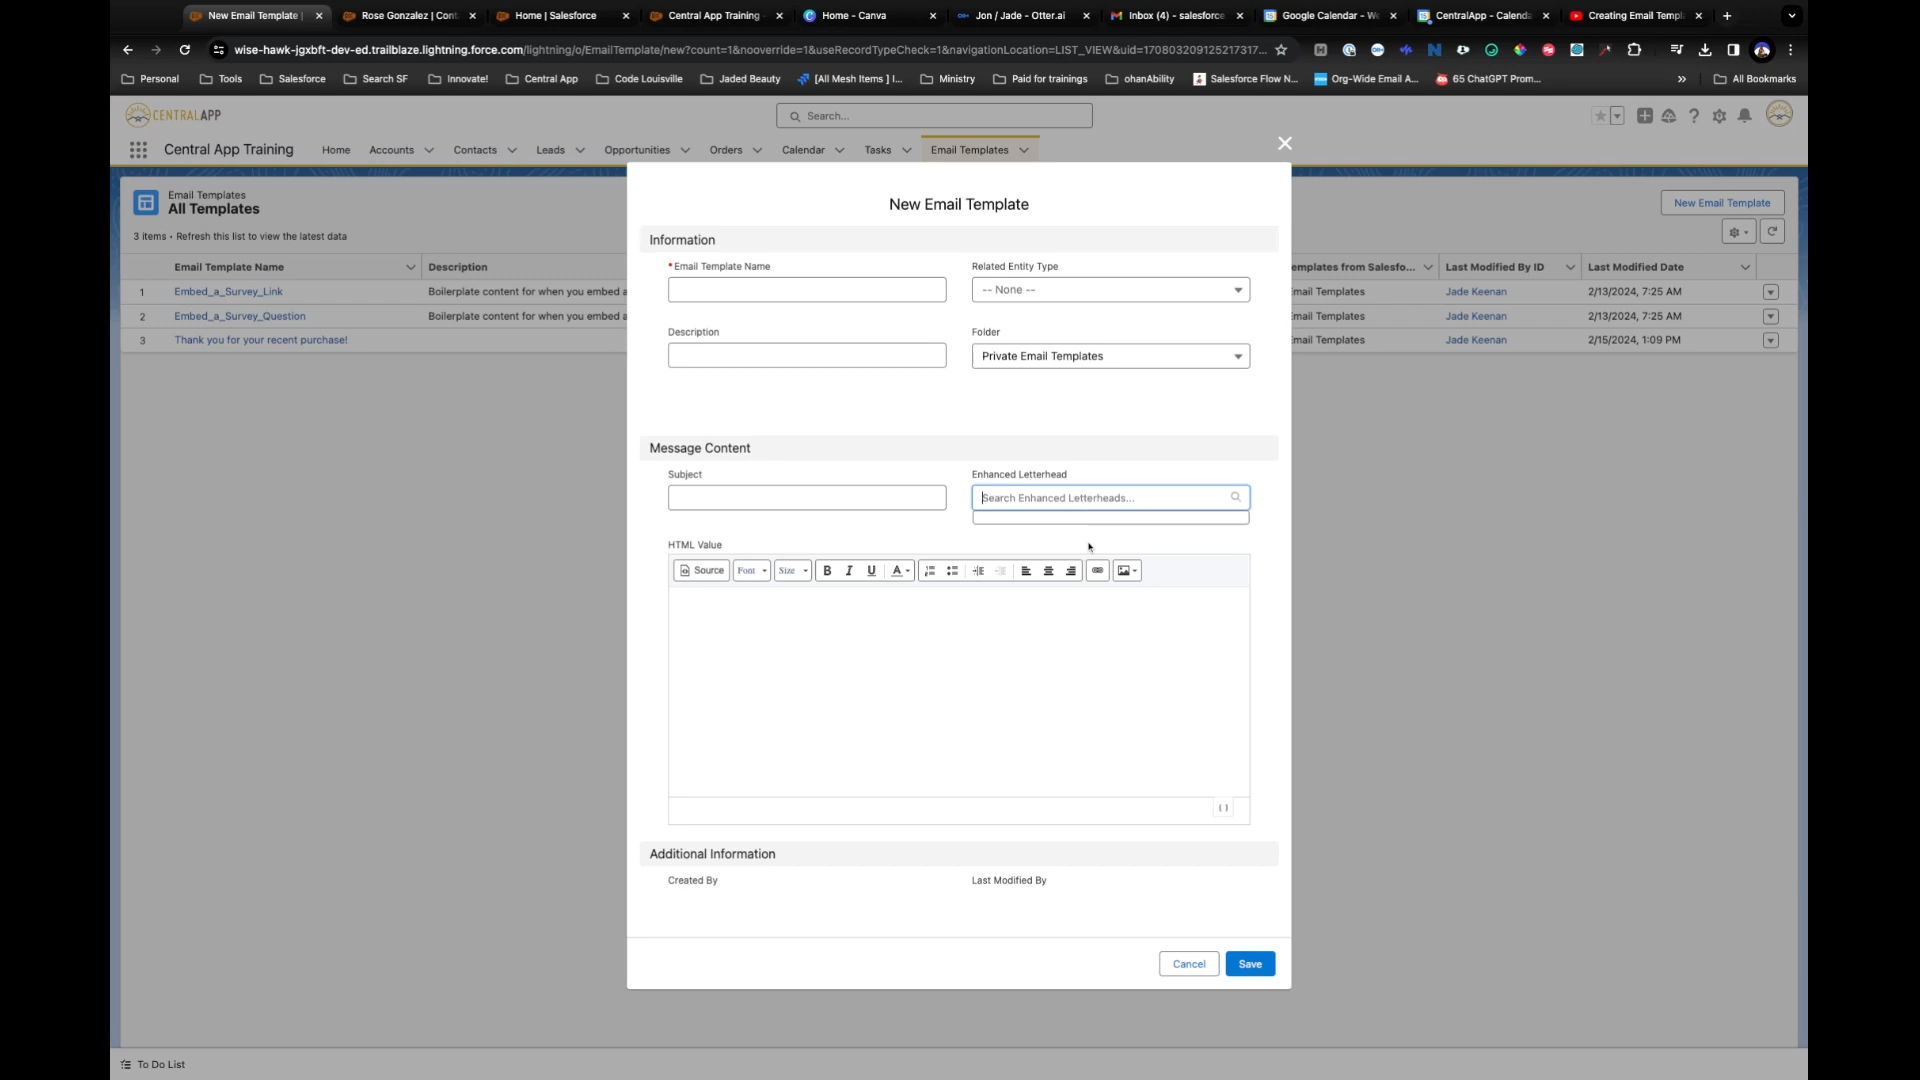 New Email Template |
Rose Gonzalez | Cont
Home | Salesforce
Central App Training -
Home - Canva
Jon / Jade - Otter.ai
Inbox (4) - salesforce
Google Calendar - W
CentralApp - Calenda
Creating Email Templ
wise-hawk-jgxbft-dev-ed.trailblaze.lightning.force.com/lightning/o/EmailTemplate/new?count=1&nooverride=1&useRecordTypeCheck=1&navigationLocation=LIST_VIEW&uid=170803209125217317...
Personal
Tools
Salesforce
Search SF
Innovate!
Central App
Code Louisville
Jaded Beauty
[All Mesh Items ] I...
Ministry
Paid for trainings
ohanAbility
Salesforce Flow N...
Org-Wide Email A...
65 ChatGPT Prom...
All Bookmarks
CENTRALAPP
Search...
Central App Training
Home
Accounts
Contacts
Leads
Opportunities
Orders
Calendar
Tasks
Email Templates
Email Templates
All Templates
New Email Template
3 items • Refresh this list to view the latest data
Email Template Name
Description
emplates from Salesfo...
Last Modified By ID
Last Modified Date
1
Embed_a_Survey_Link
Boilerplate content for when you embed a
Email Templates
Jade Keenan
2/13/2024, 7:25 AM
2
Embed_a_Survey_Question
Boilerplate content for when you embed a
Email Templates
Jade Keenan
2/13/2024, 7:25 AM
3
Thank you for your recent purchase!
Email Templates
Jade Keenan
2/15/2024, 1:09 PM
New Email Template
Information
*Email Template Name
Related Entity Type
-- None --
Description
Folder
Private Email Templates
Message Content
Subject
Enhanced Letterhead
Search Enhanced Letterheads...
HTML Value
Source
Font
Size
B
I
U
A
Additional Information
Created By
Last Modified By
Cancel
Save
To Do List